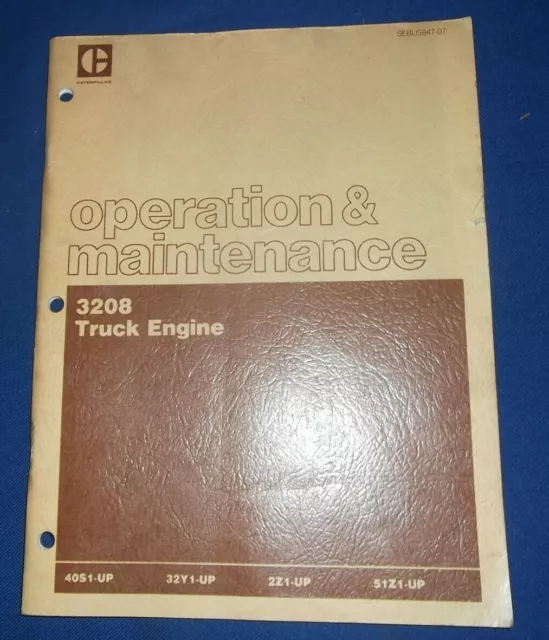 SEBU5947-07
CATERPILLAR
operation &
maintenance
3208
Truck Engine
40S1-UP 32Y1-UP 2Z1-UP 51Z1-UP